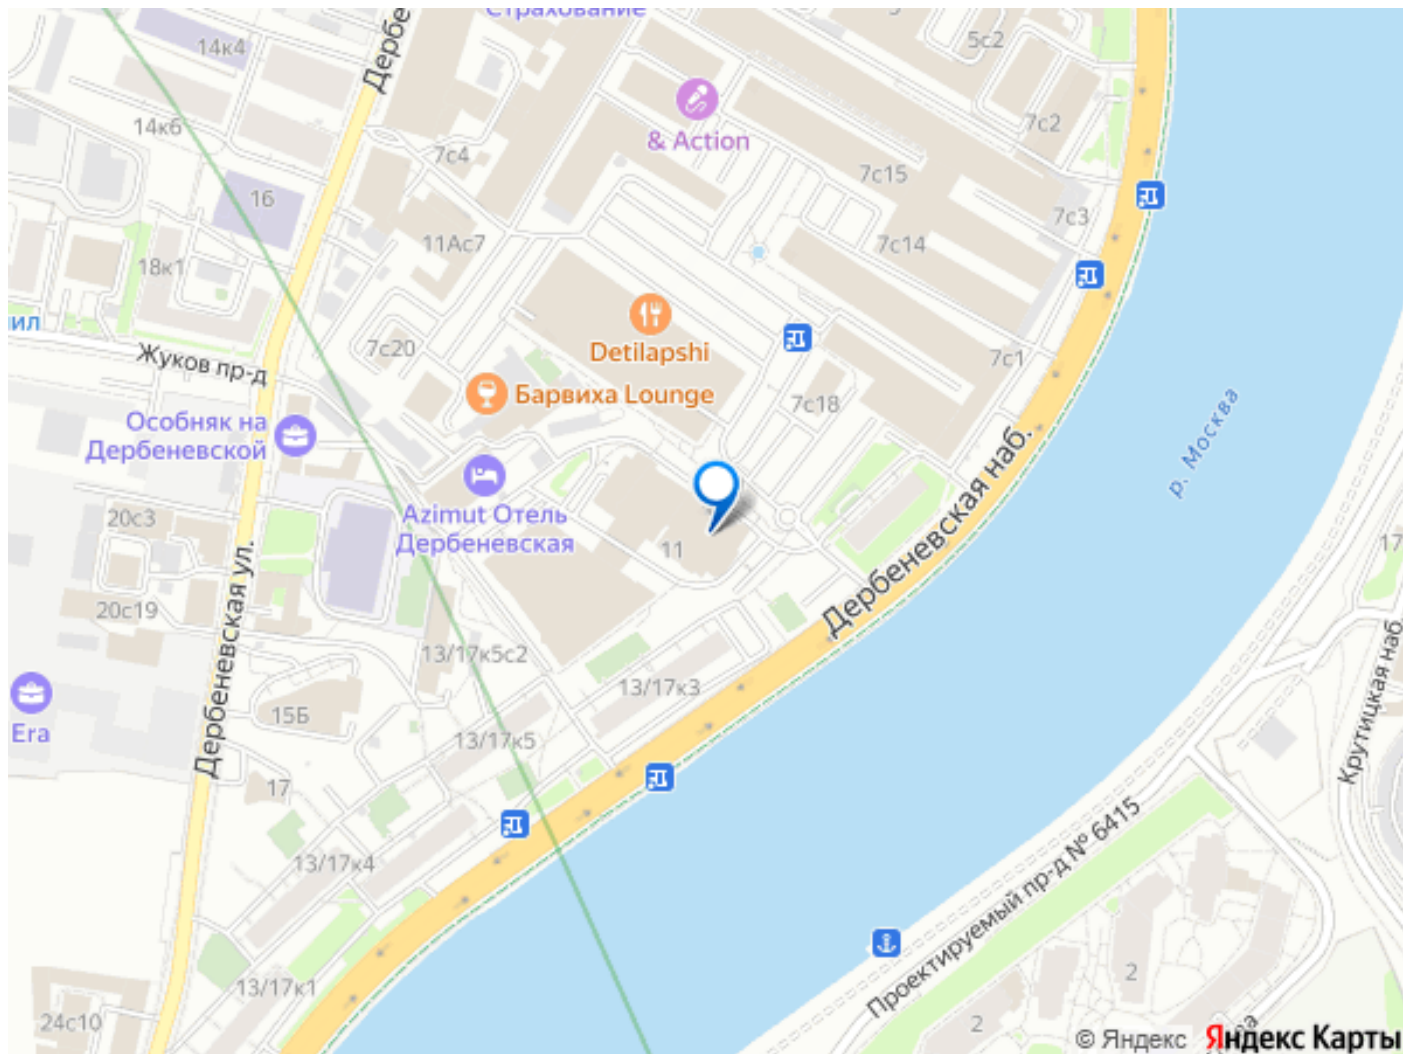 Страхование
14к4
5с2
Дербе
& Action
14к6
7с2
7с4
7с15
16
7с3
11Ас7
7с14
18к1
ил
Detilapshi
Жуков пр-д
7с20
7с1
Барвиха Lounge
7с18
р. Москва
Особняк на
Дербеневской
Дербеневская наб.
Azimut Отель
Дербеневская
20с3
11
17
Дербеневская ул.
20с19
13/17к5с2
13/17к3
Крутицкая наб.
15Б
Era
13/17к5
17
Проектируемый пр-д № 6415
13/17к4
2
13/17к1
24с10
2
© Яндекс
Яндекс Карты